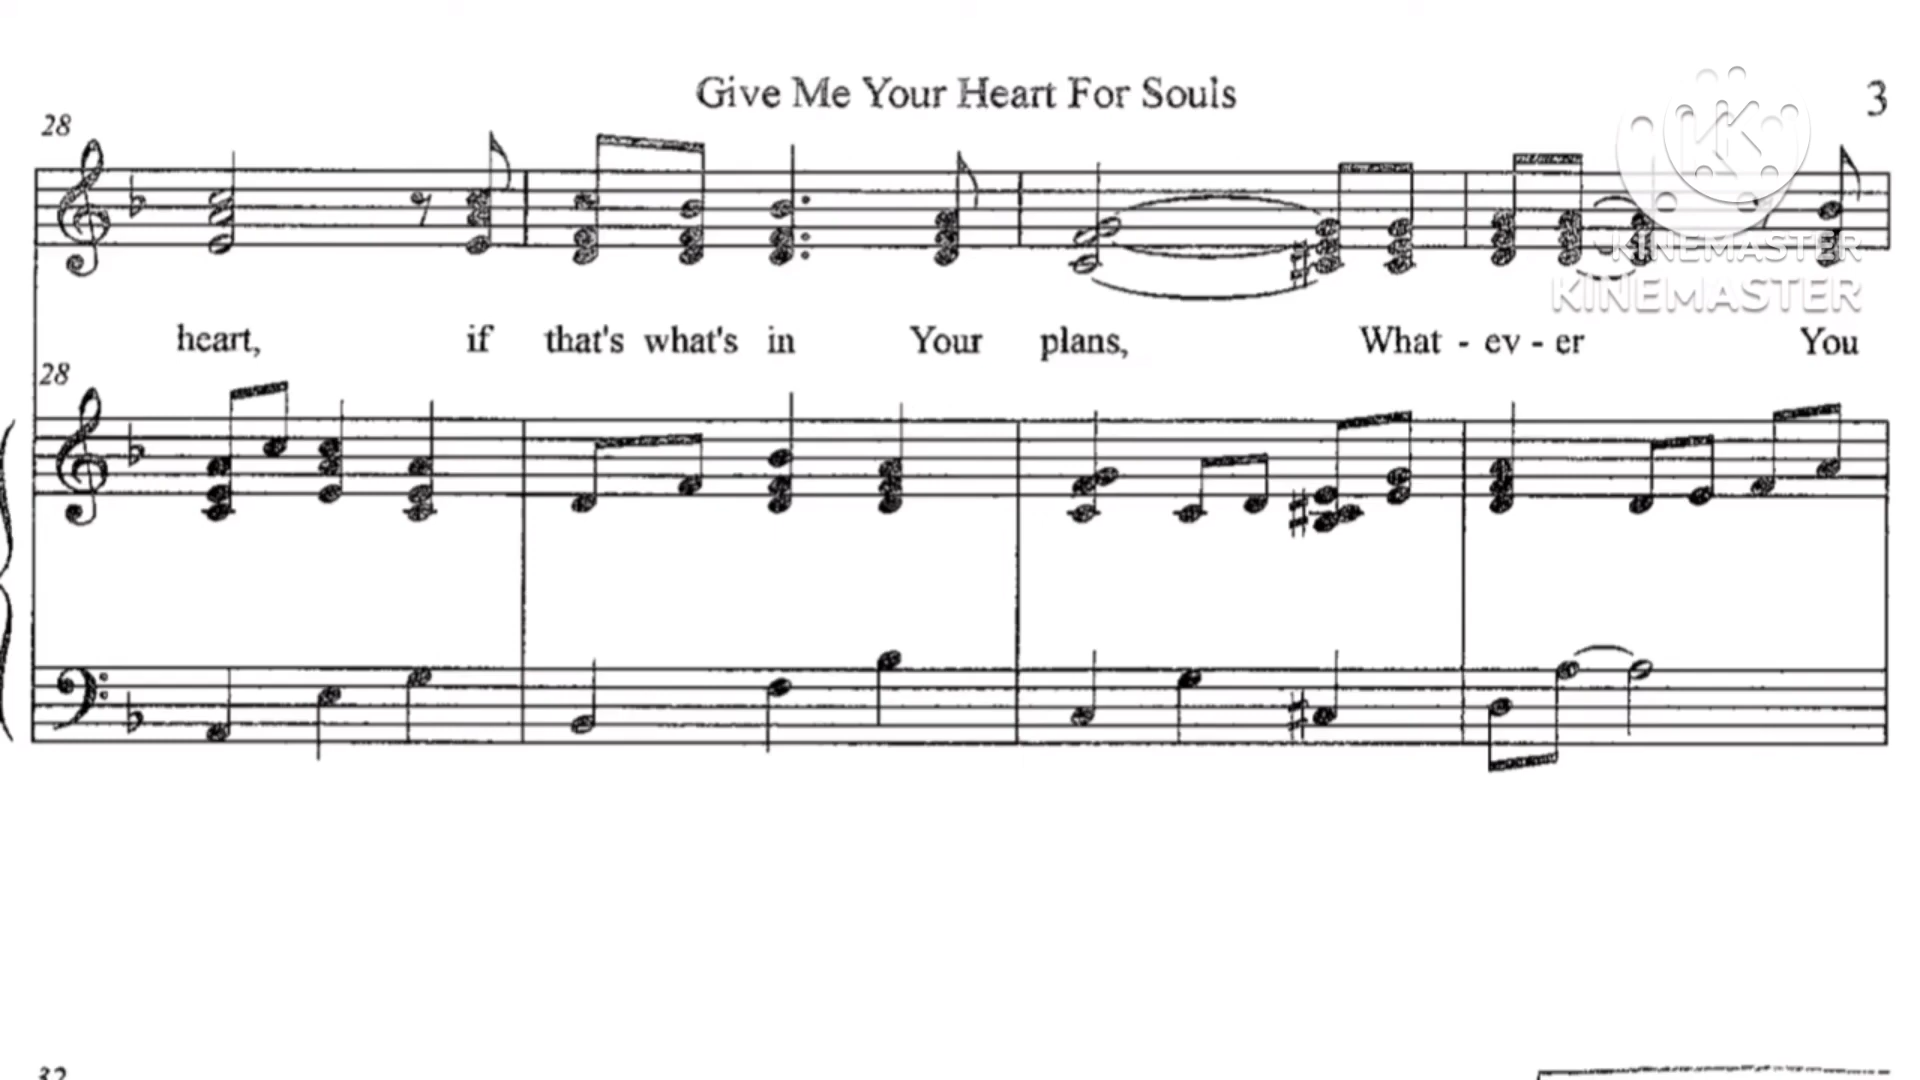 Give Me Your Heart For Souls
3
28
heart, if that's what's in Your plans, What - ev - er You
28
KINEMASTER
KINEMASTER
32